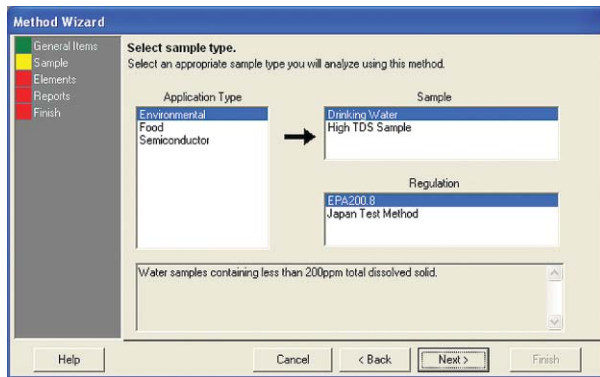 Method Wizard
General Items
Sample
Elements
Reports
Finish
Select sample type.
Select an appropriate sample type you will analyze using this method.
Application Type
Environmental
Food
Semiconductor
Sample
Drinking Water
High TDS Sample
Regulation
EPA200.8
Japan Test Method
Water samples containing less than 200ppm total dissolved solid.
Help
Cancel
< Back
Next >
Finish